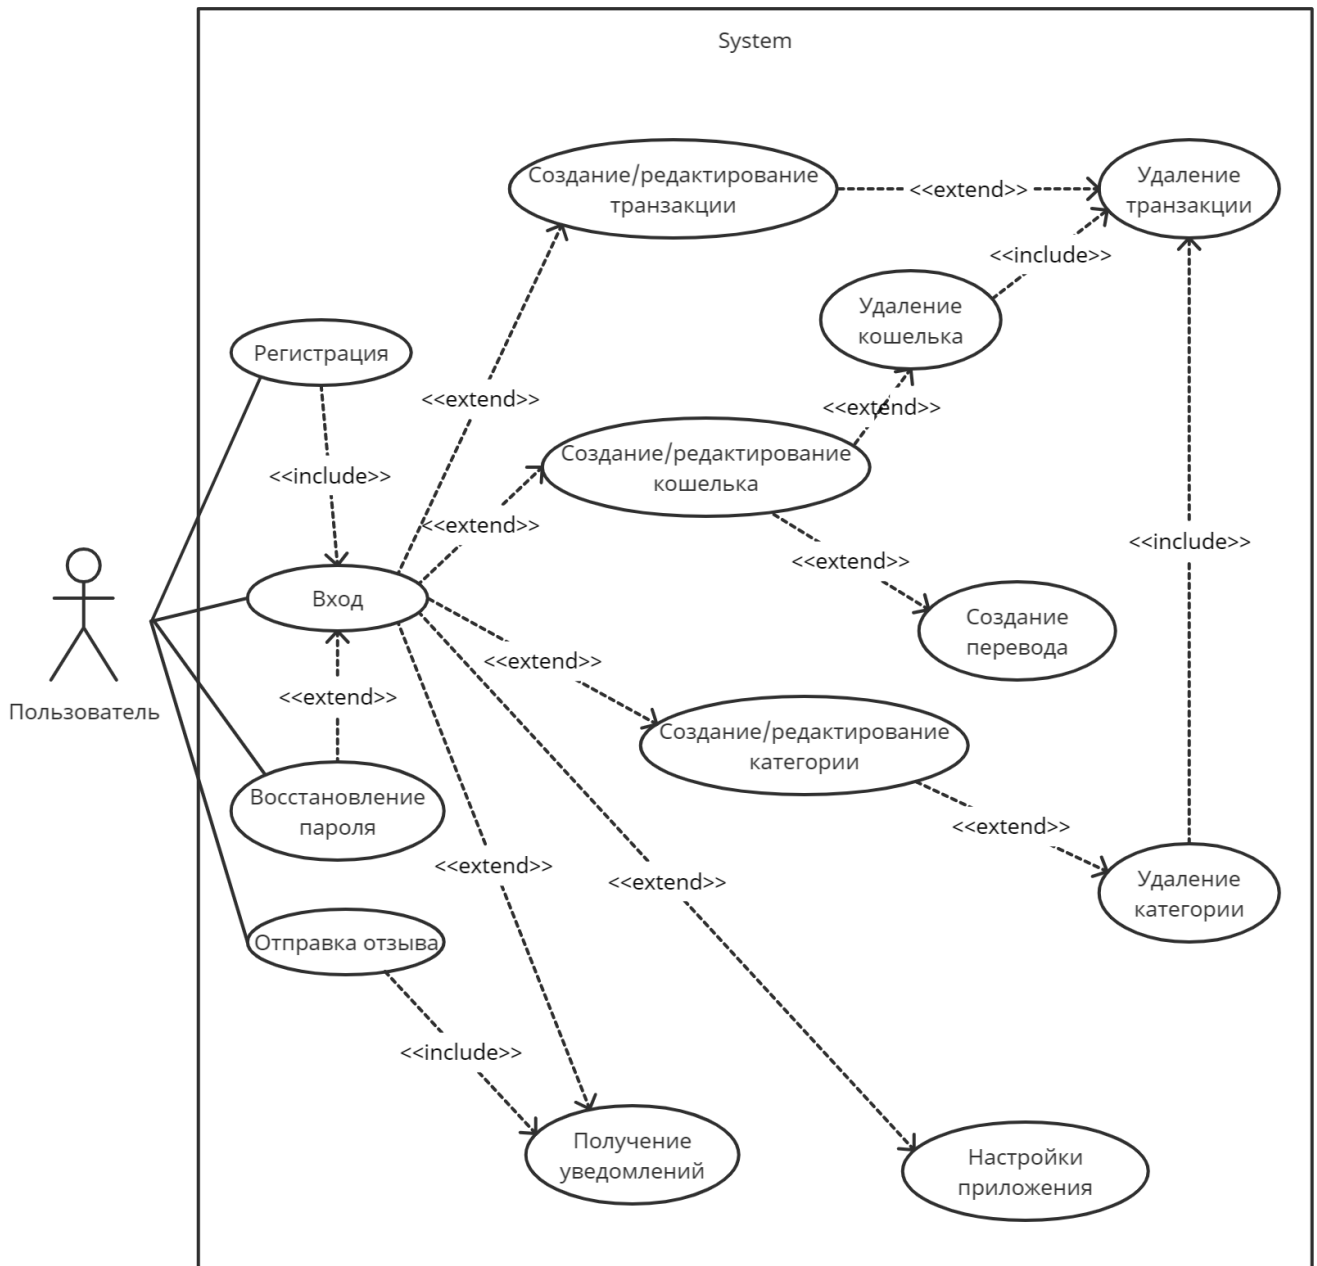 System
Создание/редактирование
транзакции
<<extend>>
Удаление
транзакции
<<include>>
Удаление
кошелька
Регистрация
<<extend>>
<<extend>>
Создание/редактирование
кошелька
<<include>>
<<extend>>
<<extend>>
<<include>>
Вход
Создание
перевода
<<extend>>
<<extend>>
Пользователь
Создание/редактирование
категории
Восстановление
пароля
<<extend>>
<<extend>>
<<extend>>
Удаление
категории
Отправка отзыва
<<include>>
Получение
уведомлений
Настройки
приложения